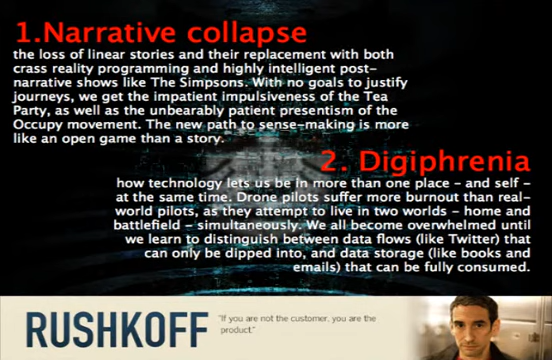 1.Narrative collapse
the loss of linear stories and their replacement with both
crass reality programming and highly intelligent post-
narrative shows like The Simpsons. With no goals to justify
journeys, we get the impatient impulsiveness of the Tea
Party, as well as the unbearably patient presentism of the
Occupy movement. The new path to sense-making is more
like an open game than a story.
2. Digiphrenia
how technology lets us be in more than one place – and self –
at the same time. Drone pilots suffer more burnout than real-
world pilots, as they attempt to live in two worlds – home and
battlefield – simultaneously. We all become overwhelmed until
we learn to distinguish between data flows (like Twitter) that
can only be dipped into, and data storage (like books and
emails) that can be fully consumed.
RUSHKOFF
"If you are not the customer, you are the
product."